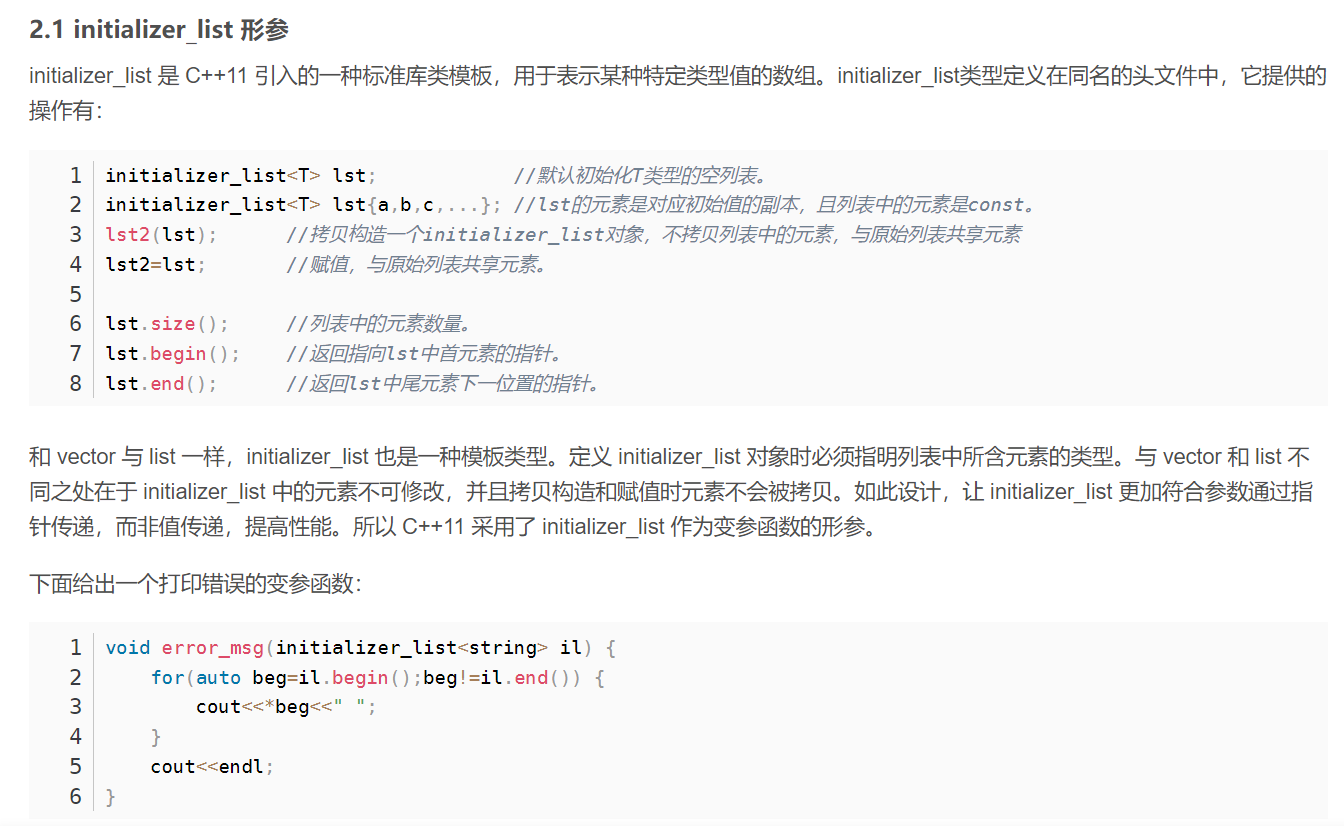 2.1 initializer_list 形参
initializer_list 是 C++11 引入的一种标准库类模板，用于表示某种特定类型值的数组。initializer_list类型定义在同名的头文件中，它提供的
操作有：
1 initializer_list<T> lst; //默认初始化T类型的空列表。
2 initializer_list<T> lst{a,b,c,...}; //lst的元素是对应初始值的副本，且列表中的元素是const。
3 lst2(lst); //拷贝构造一个initializer_list对象，不拷贝列表中的元素，与原始列表共享元素
4 lst2=lst; //赋值，与原始列表共享元素。
5
6 lst.size(); //列表中的元素数量。
7 lst.begin(); //返回指向lst中首元素的指针。
8 lst.end(); //返回lst中尾元素下一位置的指针。
和 vector 与 list 一样，initializer_list 也是一种模板类型。定义 initializer_list 对象时必须指明列表中所含元素的类型。与 vector 和 list 不
同之处在于 initializer_list 中的元素不可修改，并且拷贝构造和赋值时元素不会被拷贝。如此设计，让 initializer_list 更加符合参数通过指
针传递，而非值传递，提高性能。所以 C++11 采用了 initializer_list 作为变参函数的形参。
下面给出一个打印错误的变参函数：
1 void error_msg(initializer_list<string> il) {
2     for(auto beg=il.begin();beg!=il.end()) {
3         cout<<*beg<<" ";
4     }
5     cout<<endl;
6 }